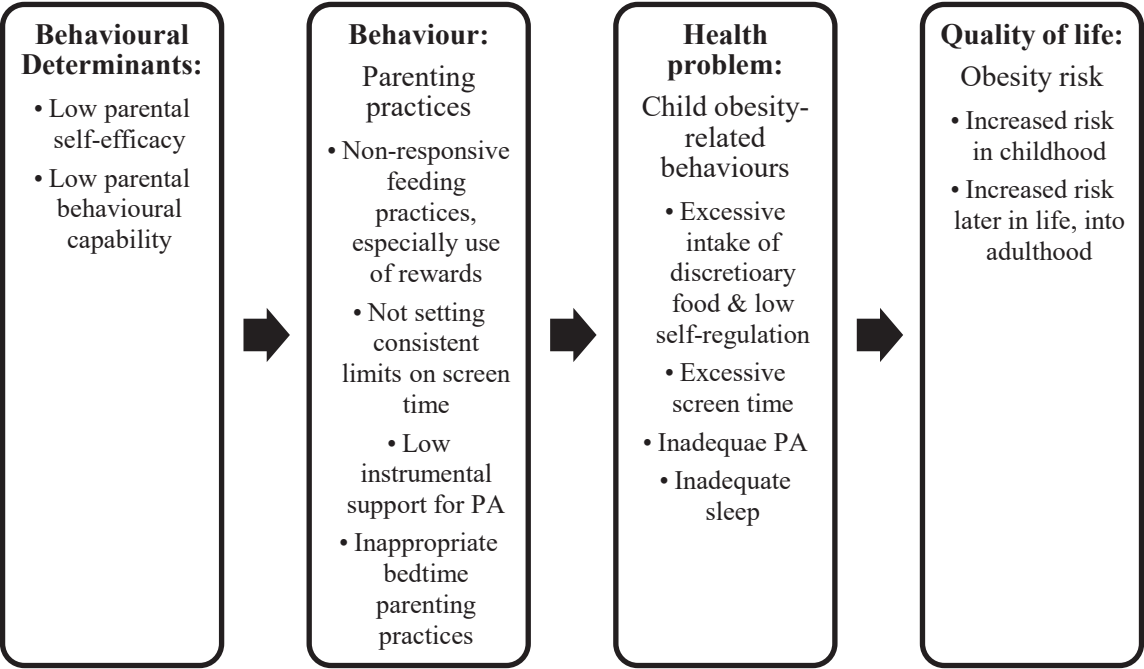 Behavioural
Determinants:
• Low parental
self-efficacy
• Low parental
behavioural
capability
Behaviour:
Parenting
practices
• Non-responsive
feeding
practices,
especially use
of rewards
• Not setting
consistent
limits on screen
time
• Low
instrumental
support for PA
• Inappropriate
bedtime
parenting
practices
Health
problem:
Child obesity-
related
behaviours
• Excessive
intake of
discretioary
food & low
self-regulation
• Excessive
screen time
• Inadequae PA
• Inadequate
sleep
Quality of life:
Obesity risk
• Increased risk
in childhood
• Increased risk
later in life, into
adulthood